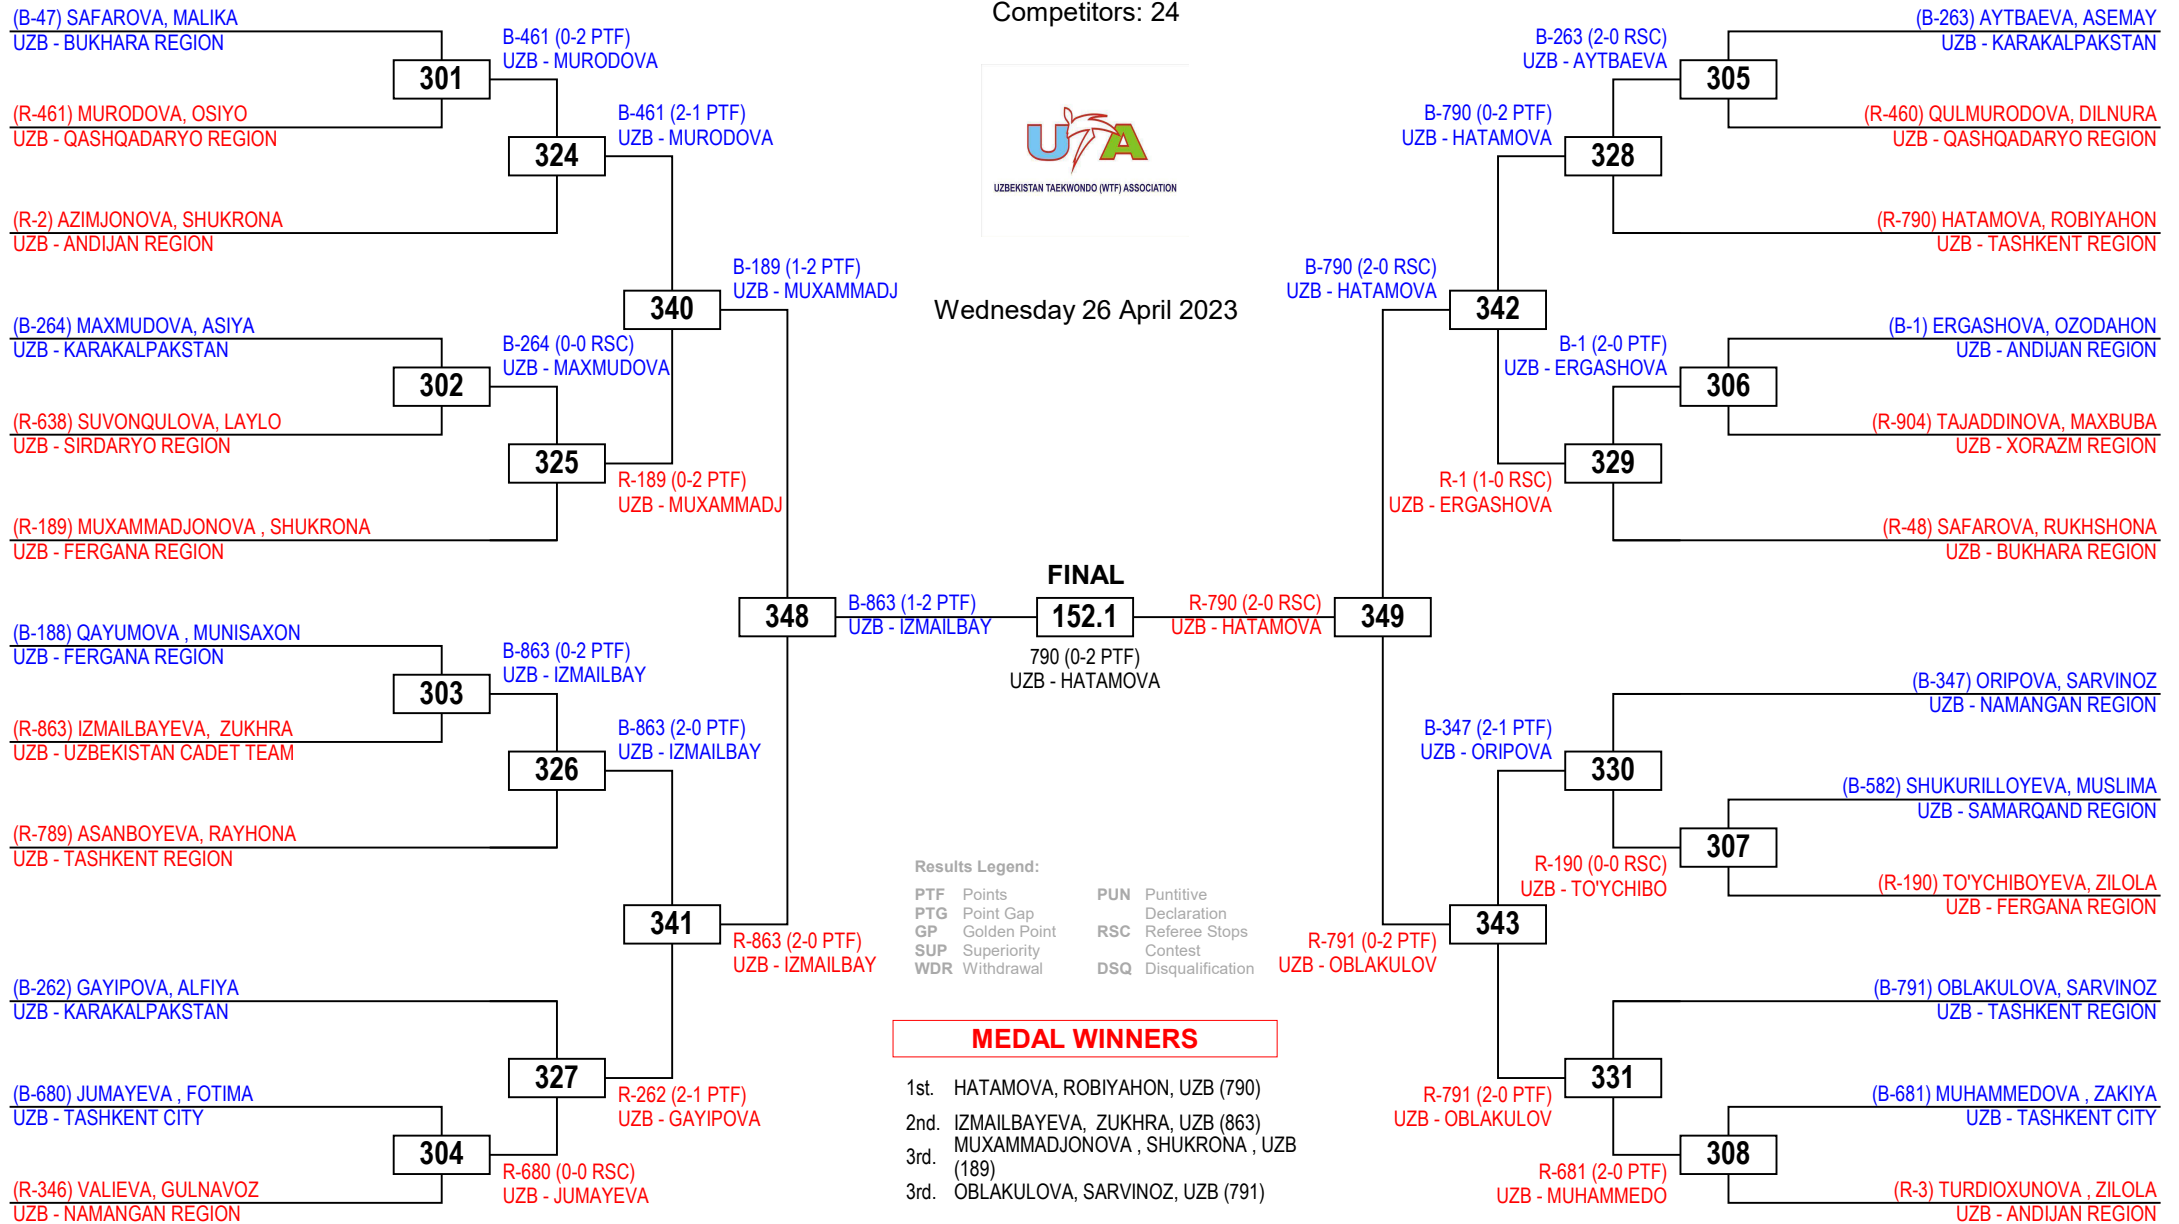 Competitors: 24
UTA
UZBEKISTAN TAEKWONDO (WTF) ASSOCIATION
Wednesday 26 April 2023
(B-47) SAFAROVA, MALIKA
UZB - BUKHARA REGION
301
(R-461) MURODOVA, OSIYO
UZB - QASHQADARYO REGION
B-461 (0-2 PTF)
UZB - MURODOVA
324
(R-2) AZIMJONOVA, SHUKRONA
UZB - ANDIJAN REGION
B-461 (2-1 PTF)
UZB - MURODOVA
340
(B-264) MAXMUDOVA, ASIYA
UZB - KARAKALPAKSTAN
302
(R-638) SUVONQULOVA, LAYLO
UZB - SIRDARYO REGION
B-264 (0-0 RSC)
UZB - MAXMUDOVA
325
(R-189) MUXAMMADJONOVA , SHUKRONA
UZB - FERGANA REGION
R-189 (0-2 PTF)
UZB - MUXAMMADJ
B-189 (1-2 PTF)
UZB - MUXAMMADJ
348
(B-188) QAYUMOVA , MUNISAXON
UZB - FERGANA REGION
303
(R-863) IZMAILBAYEVA, ZUKHRA
UZB - UZBEKISTAN CADET TEAM
B-863 (0-2 PTF)
UZB - IZMAILBAY
326
(R-789) ASANBOYEVA, RAYHONA
UZB - TASHKENT REGION
B-863 (2-0 PTF)
UZB - IZMAILBAY
341
(B-262) GAYIPOVA, ALFIYA
UZB - KARAKALPAKSTAN
327
(B-680) JUMAYEVA , FOTIMA
UZB - TASHKENT CITY
304
(R-346) VALIEVA, GULNAVOZ
UZB - NAMANGAN REGION
R-680 (0-0 RSC)
UZB - JUMAYEVA
R-262 (2-1 PTF)
UZB - GAYIPOVA
R-863 (2-0 PTF)
UZB - IZMAILBAY
B-863 (1-2 PTF)
UZB - IZMAILBAY
FINAL
152.1
790 (0-2 PTF)
UZB - HATAMOVA
R-790 (2-0 RSC)
UZB - HATAMOVA
349
(B-263) AYTBAEVA, ASEMAY
UZB - KARAKALPAKSTAN
305
(R-460) QULMURODOVA, DILNURA
UZB - QASHQADARYO REGION
B-263 (2-0 RSC)
UZB - AYTBAEVA
328
(R-790) HATAMOVA, ROBIYAHON
UZB - TASHKENT REGION
B-790 (0-2 PTF)
UZB - HATAMOVA
B-790 (2-0 RSC)
UZB - HATAMOVA
342
(B-1) ERGASHOVA, OZODAHON
UZB - ANDIJAN REGION
306
(R-904) TAJADDINOVA, MAXBUBA
UZB - XORAZM REGION
B-1 (2-0 PTF)
UZB - ERGASHOVA
329
(R-48) SAFAROVA, RUKHSHONA
UZB - BUKHARA REGION
R-1 (1-0 RSC)
UZB - ERGASHOVA
(B-347) ORIPOVA, SARVINOZ
UZB - NAMANGAN REGION
B-347 (2-1 PTF)
UZB - ORIPOVA
330
(B-582) SHUKURILLOYEVA, MUSLIMA
UZB - SAMARQAND REGION
307
(R-190) TO'YCHIBOYEVA, ZILOLA
UZB - FERGANA REGION
R-190 (0-0 RSC)
UZB - TO'YCHIBO
343
R-791 (0-2 PTF)
UZB - OBLAKULOV
(B-791) OBLAKULOVA, SARVINOZ
UZB - TASHKENT REGION
331
R-791 (2-0 PTF)
UZB - OBLAKULOV
(B-681) MUHAMMEDOVA , ZAKIYA
UZB - TASHKENT CITY
308
(R-3) TURDIOXUNOVA , ZILOLA
UZB - ANDIJAN REGION
R-681 (2-0 PTF)
UZB - MUHAMMEDO
Results Legend:
PTF Points
PTG Point Gap
GP Golden Point
SUP Superiority
WDR Withdrawal
PUN Puntitive
Declaration
RSC Referee Stops
Contest
DSQ Disqualification
MEDAL WINNERS
1st. HATAMOVA, ROBIYAHON, UZB (790)
2nd. IZMAILBAYEVA, ZUKHRA, UZB (863)
3rd. MUXAMMADJONOVA , SHUKRONA , UZB
(189)
3rd. OBLAKULOVA, SARVINOZ, UZB (791)